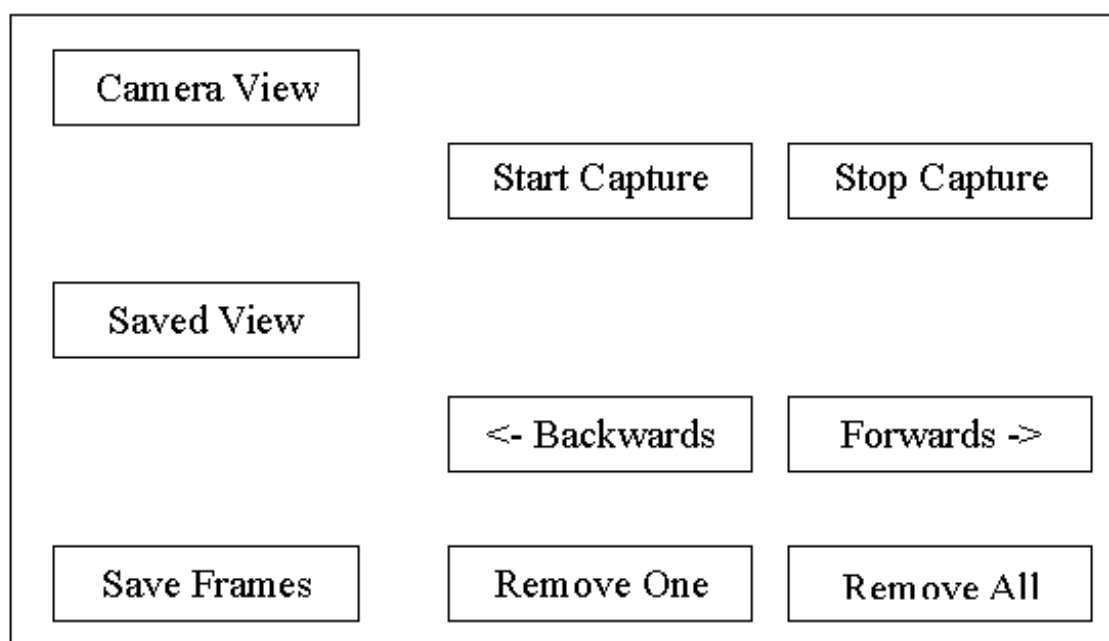 Camera View
Start Capture
Stop Capture
Saved View
<- Backwards
Forwards ->
Save Frames
Remove One
Remove All